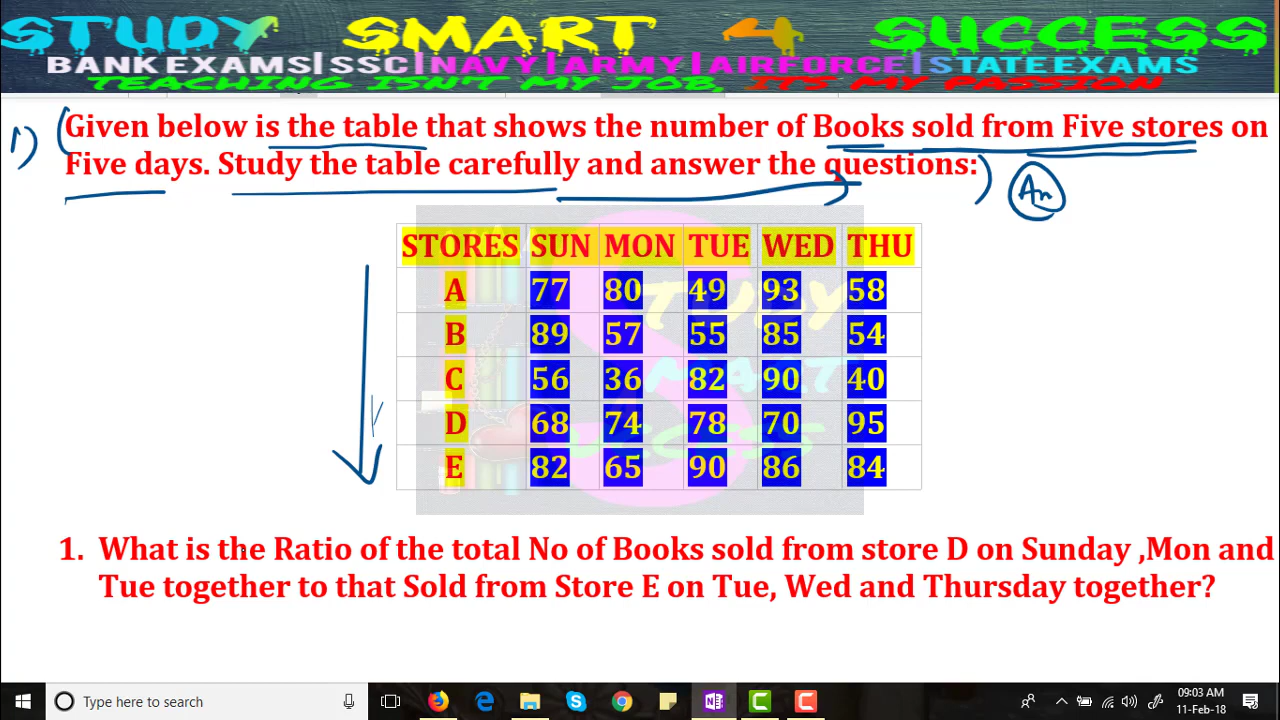 STUDY SMART 4 SUCCESS
BANK EXAMS|SSC|NAVY|ARMY|AIRFORCE|STATE EXAMS
TEACHING ISN'T MY JOB, IT'S MY PASSION
1) (Given below is the table that shows the number of Books sold from Five stores on
Five days. Study the table carefully and answer the questions:)
An
STORES SUN MON TUE WED THU
A 77 80 49 93 58
B 89 57 55 85 54
C 56 36 82 90 40
D 68 74 78 70 95
E 82 65 90 86 84
1. What is the Ratio of the total No of Books sold from store D on Sunday ,Mon and
Tue together to that Sold from Store E on Tue, Wed and Thursday together?
Type here to search
09:03 AM
11-Feb-18